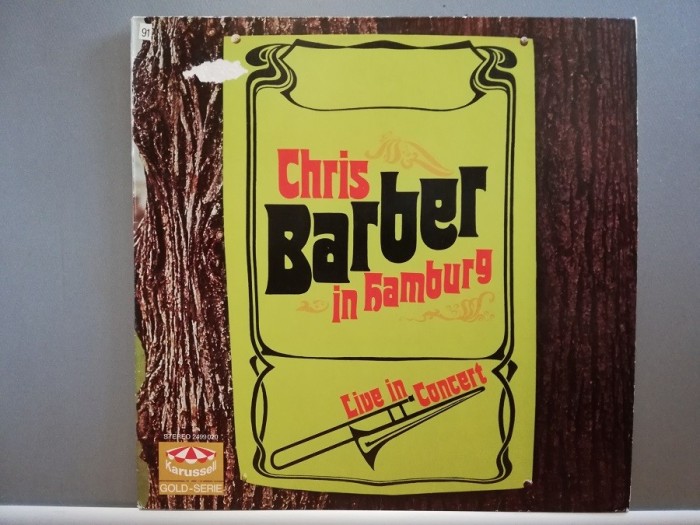 91
Chris
Barber
in hamburg
Live in Concert
STEREO 2499 020
Karussell
GOLD-SERIE